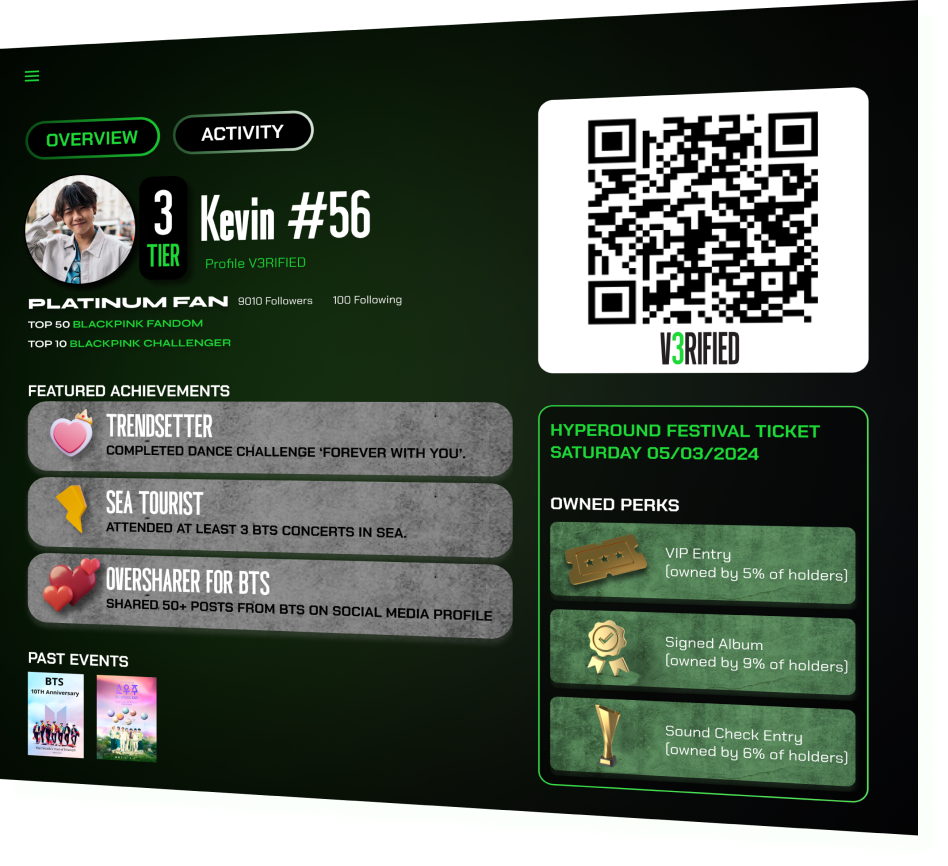 OVERVIEW
ACTIVITY
3
TIER
Kevin #56
Profile V3RIFIED
PLATINUM FAN 9010 Followers 100 Following
TOP 50 BLACKPINK FANDOM
TOP 10 BLACKPINK CHALLENGER
FEATURED ACHIEVEMENTS
TRENDSETTER
COMPLETED DANCE CHALLENGE ‘FOREVER WITH YOU’.
SEA TOURIST
ATTENDED AT LEAST 3 BTS CONCERTS IN SEA.
OVERSHARER FOR BTS
SHARED 50+ POSTS FROM BTS ON SOCIAL MEDIA PROFILE
PAST EVENTS
BTS
10TH Anniversary
V3RIFIED
HYPEROUND FESTIVAL TICKET
SATURDAY 05/03/2024
OWNED PERKS
VIP Entry
(owned by 5% of holders)
Signed Album
(owned by 9% of holders)
Sound Check Entry
(owned by 6% of holders)